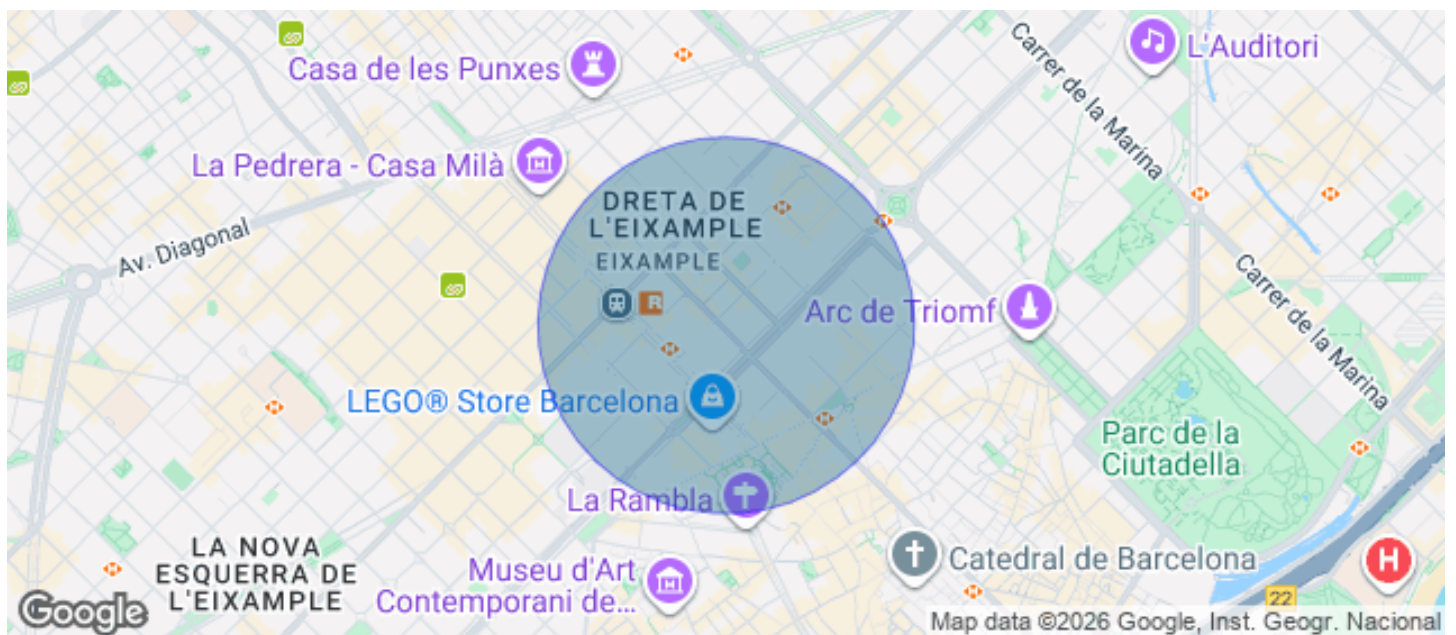 L'Auditori
Carrer de la Marina
Casa de les Punxes
La Pedrera - Casa Milà
DRETA DE
L'EIXAMPLE
EIXAMPLE
Av. Diagonal
R
Carrer de la Marina
Arc de Triomf
LEGO® Store Barcelona
Parc de la
Ciutadella
La Rambla
LA NOVA
ESQUERRA DE
L'EIXAMPLE
Museu d'Art
Contemporani de...
Catedral de Barcelona
H
22
Google
Map data ©2026 Google, Inst. Geogr. Nacional